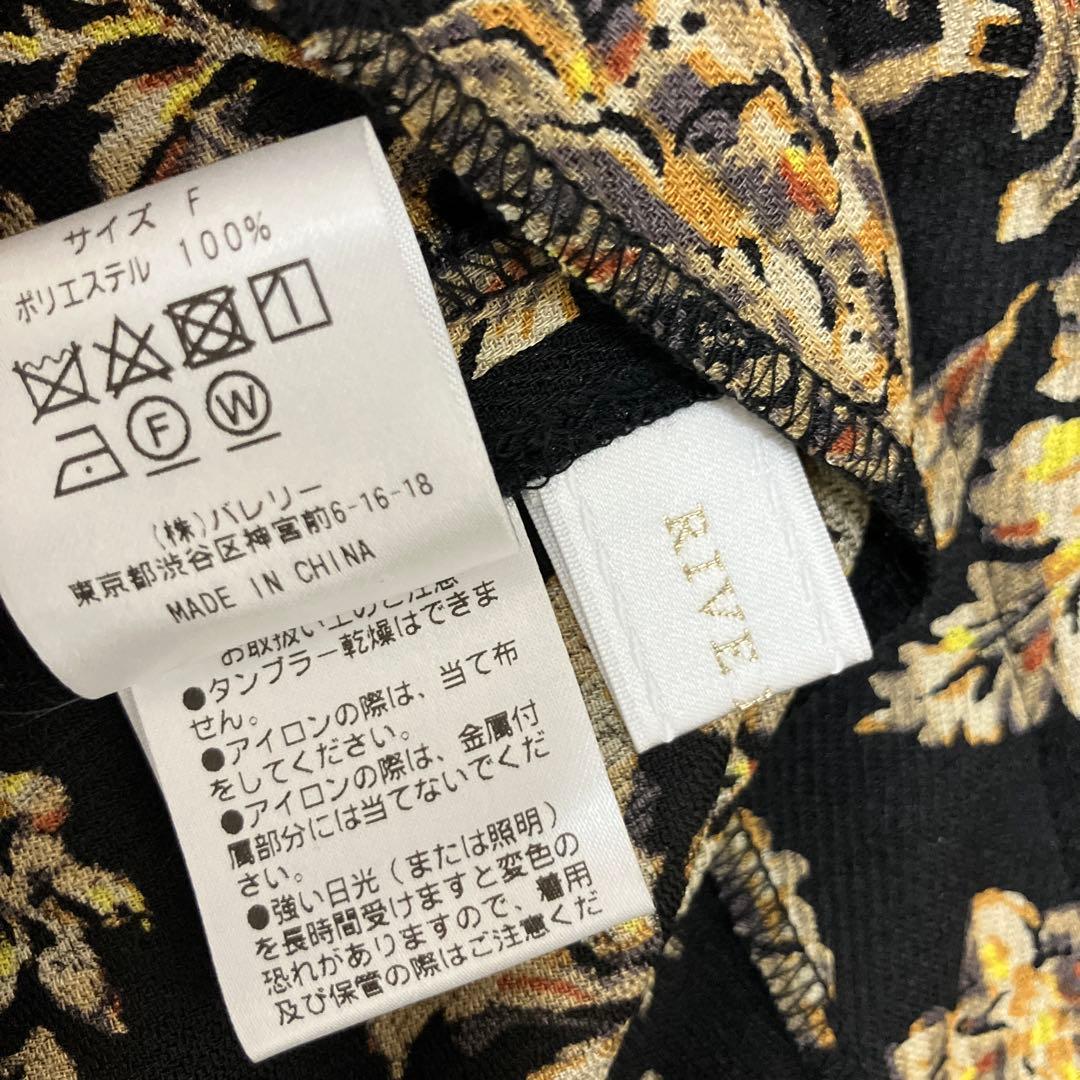 サイズ F
ポリエステル 100%
F
W
(株)バレリー
東京都渋谷区神宮前6-16-18
MADE IN CHINA
お取扱い上のご注意
●タンブラー乾燥はできま
せん。
●アイロンの際は、当て布
をしてください。
●アイロンの際は、金属付
属部分には当てないでくだ
さい。
●強い日光(または照明)
を長時間受けますと変色の
恐れがありますので、着用
及び保管の際はご注意くだ
RIVE